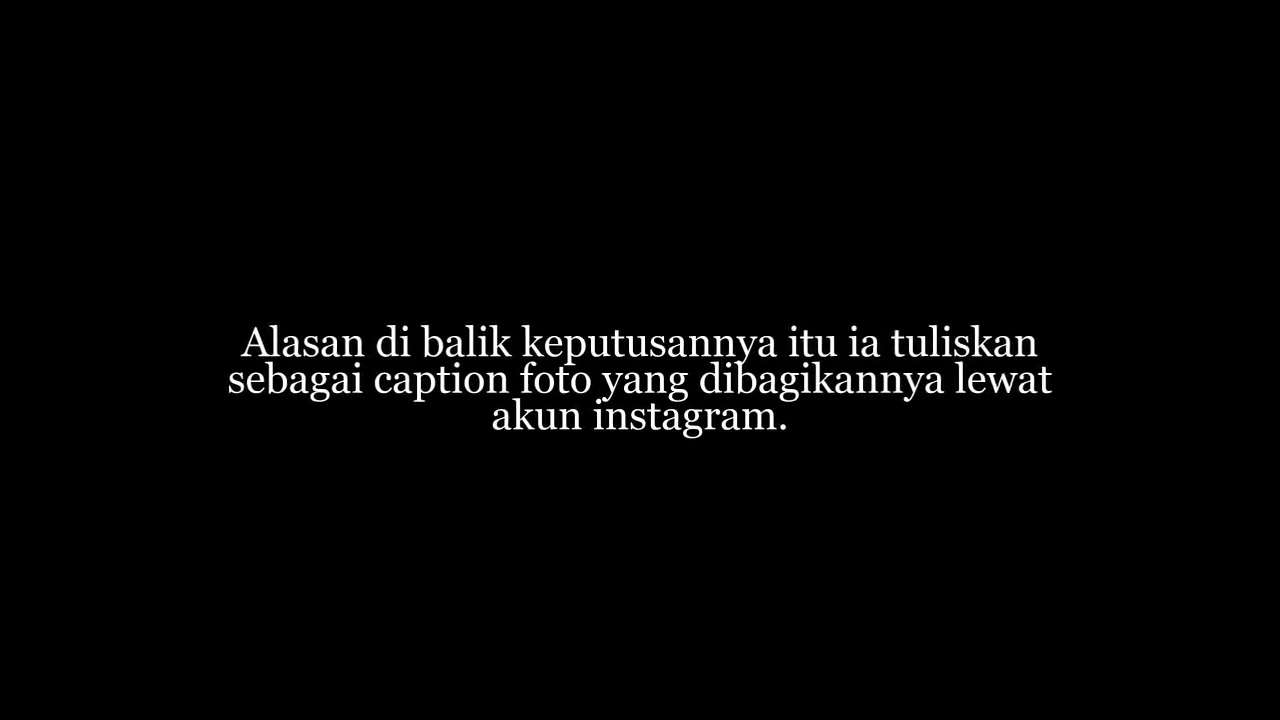 Alasan di balik keputusannya itu ia tuliskan
sebagai caption foto yang dibagikannya lewat
akun instagram.